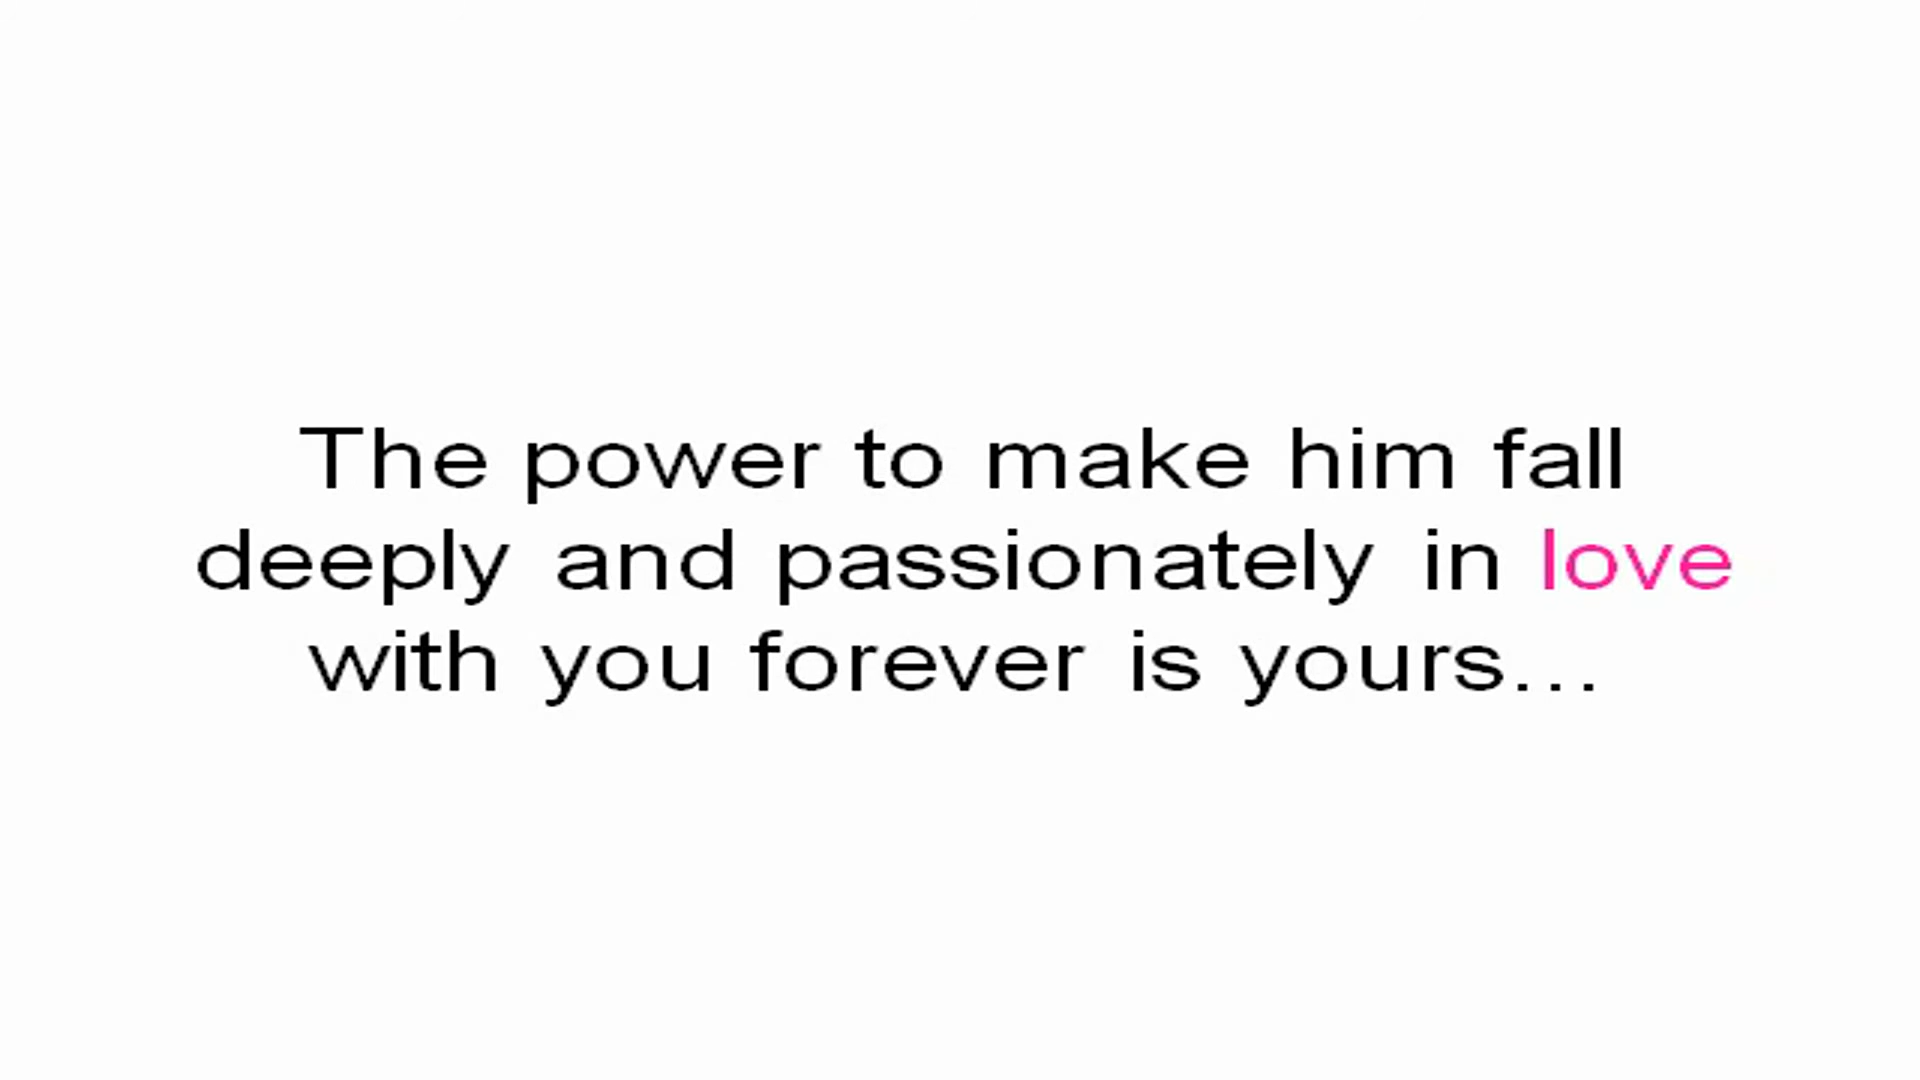 The power to make him fall
deeply and passionately in love
with you forever is yours...